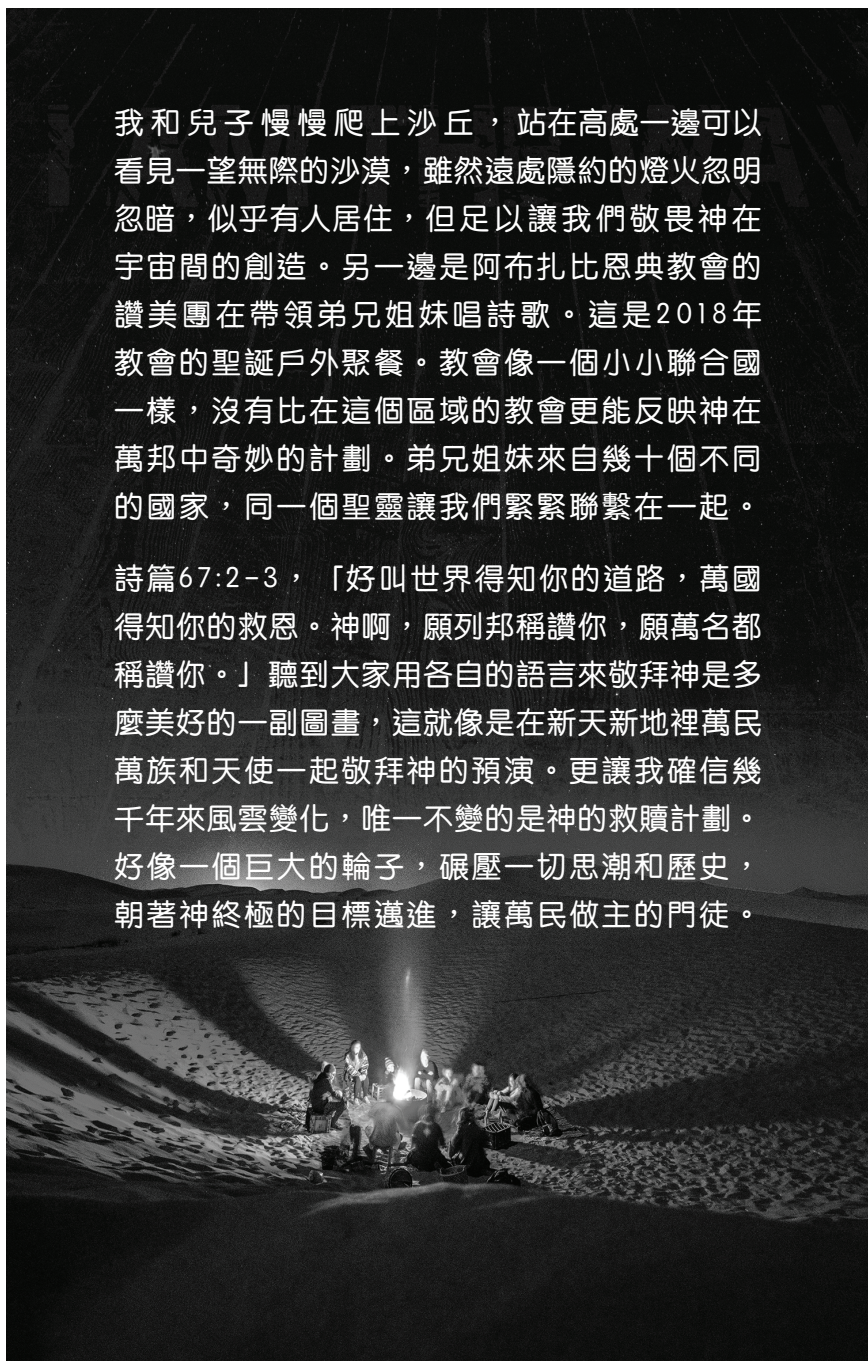 我和兒子慢慢爬上沙丘，站在高處一邊可以
看見一望無際的沙漠，雖然遠處隱約的燈火忽明
忽暗，似乎有人居住，但足以讓我們敬畏神在
宇宙間的創造。另一邊是阿布扎比恩典教會的
讚美團在帶領弟兄姐妹唱詩歌。這是2018年
教會的聖誕戶外聚餐。教會像一個小小聯合國
一樣，沒有比在這個區域的教會更能反映神在
萬邦中奇妙的計劃。弟兄姐妹來自幾十個不同
的國家，同一個聖靈讓我們緊緊聯繫在一起。
詩篇67:2-3，「好叫世界得知你的道路，萬國
得知你的救恩。神啊，願列邦稱讚你，願萬名都
稱讚你。」聽到大家用各自的語言來敬拜神是多
麼美好的一副圖畫，這就像是在新天新地裡萬民
萬族和天使一起敬拜神的預演。更讓我確信幾
千年來風雲變化，唯一不變的是神的救贖計劃。
好像一個巨大的輪子，碾壓一切思潮和歷史，
朝著神終極的目標邁進，讓萬民做主的門徒。